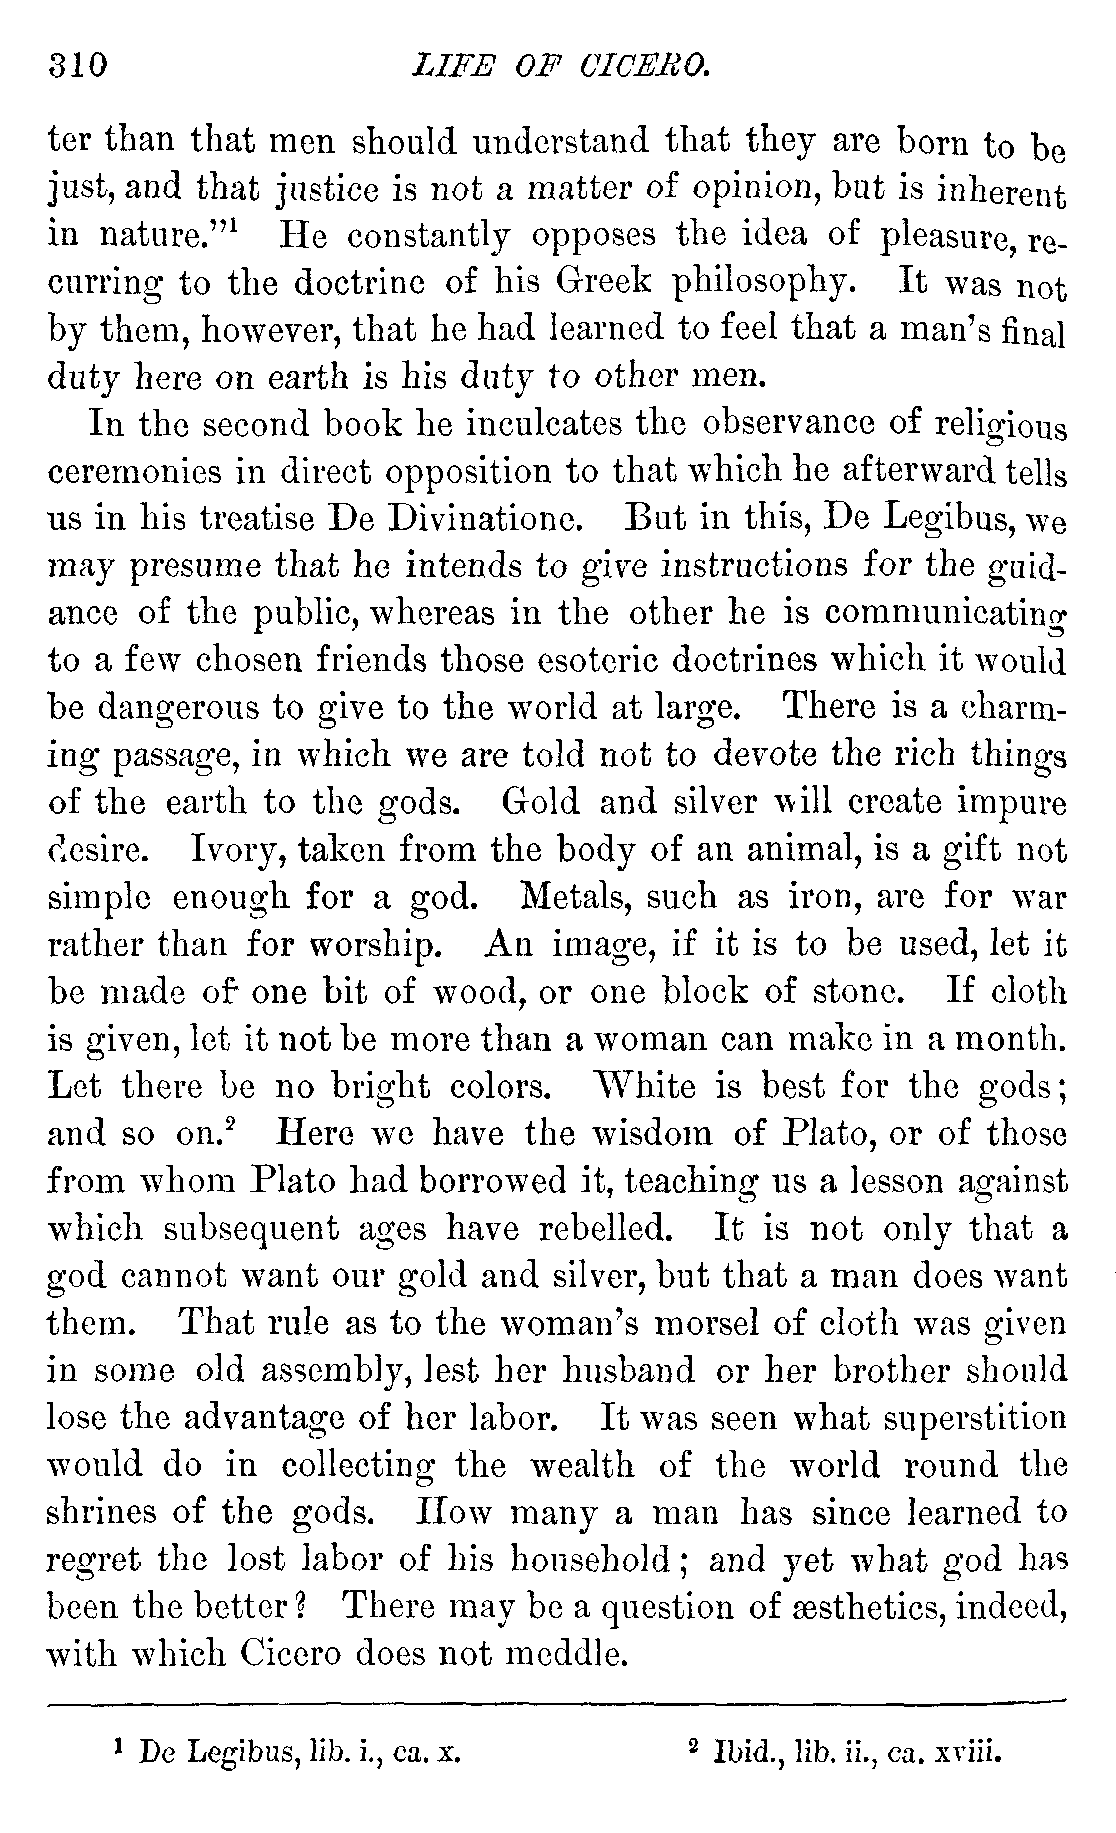 310 LIFE OF CICERO.
ter than that men should understand that they are born to be
just, and that justice is not a matter of opinion, but is inherent
in nature."¹ He constantly opposes the idea of pleasure, re-
curring to the doctrine of his Greek philosophy. It was not
by them, however, that he had learned to feel that a man's final
duty here on earth is his duty to other men.
In the second book he inculcates the observance of religious
ceremonies in direct opposition to that which he afterward tells
us in his treatise De Divinatione. But in this, De Legibus, we
may presume that he intends to give instructions for the guid-
ance of the public, whereas in the other he is communicating
to a few chosen friends those esoteric doctrines which it would
be dangerous to give to the world at large. There is a charm-
ing passage, in which we are told not to devote the rich things
of the earth to the gods. Gold and silver will create impure
desire. Ivory, taken from the body of an animal, is a gift not
simple enough for a god. Metals, such as iron, are for war
rather than for worship. An image, if it is to be used, let it
be made of one bit of wood, or one block of stone. If cloth
is given, let it not be more than a woman can make in a month.
Let there be no bright colors. White is best for the gods;
and so on.² Here we have the wisdom of Plato, or of those
from whom Plato had borrowed it, teaching us a lesson against
which subsequent ages have rebelled. It is not only that a
god cannot want our gold and silver, but that a man does want
them. That rule as to the woman's morsel of cloth was given
in some old assembly, lest her husband or her brother should
lose the advantage of her labor. It was seen what superstition
would do in collecting the wealth of the world round the
shrines of the gods. How many a man has since learned to
regret the lost labor of his household; and yet what god has
been the better? There may be a question of æsthetics, indeed,
with which Cicero does not meddle.
¹ De Legibus, lib. i., ca. x. ² Ibid., lib. ii., ca. xviii.